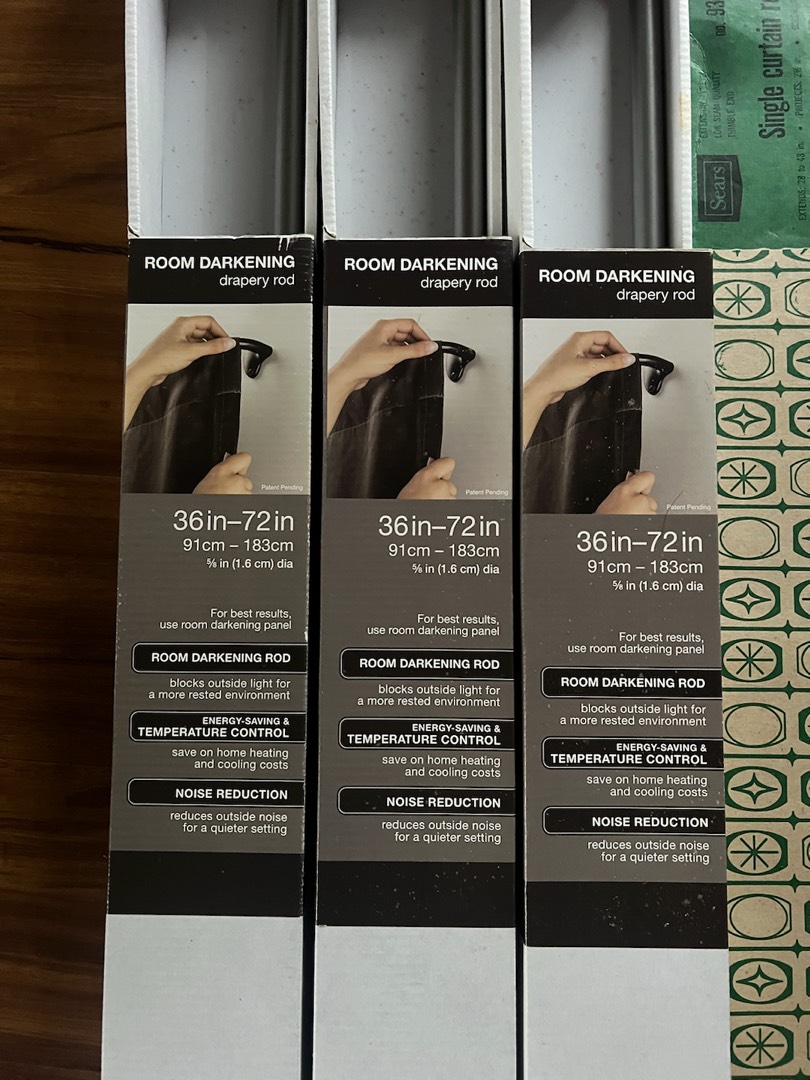 ROOM DARKENING
drapery rod
Patent Pending
36in–72in
91cm – 183cm
⅝ in (1.6 cm) dia
For best results,
use room darkening panel
ROOM DARKENING ROD
blocks outside light for
a more rested environment
ENERGY-SAVING &
TEMPERATURE CONTROL
save on home heating
and cooling costs
NOISE REDUCTION
reduces outside noise
for a quieter setting
ROOM DARKENING
drapery rod
Patent Pending
36in–72in
91cm – 183cm
⅝ in (1.6 cm) dia
For best results,
use room darkening panel
ROOM DARKENING ROD
blocks outside light for
a more rested environment
ENERGY-SAVING &
TEMPERATURE CONTROL
save on home heating
and cooling costs
NOISE REDUCTION
reduces outside noise
for a quieter setting
ROOM DARKENING
drapery rod
Patent Pending
36in–72in
91cm – 183cm
⅝ in (1.6 cm) dia
For best results,
use room darkening panel
ROOM DARKENING ROD
blocks outside light for
a more rested environment
ENERGY-SAVING &
TEMPERATURE CONTROL
save on home heating
and cooling costs
NOISE REDUCTION
reduces outside noise
for a quieter setting
Sears
no. 93
Single curtain